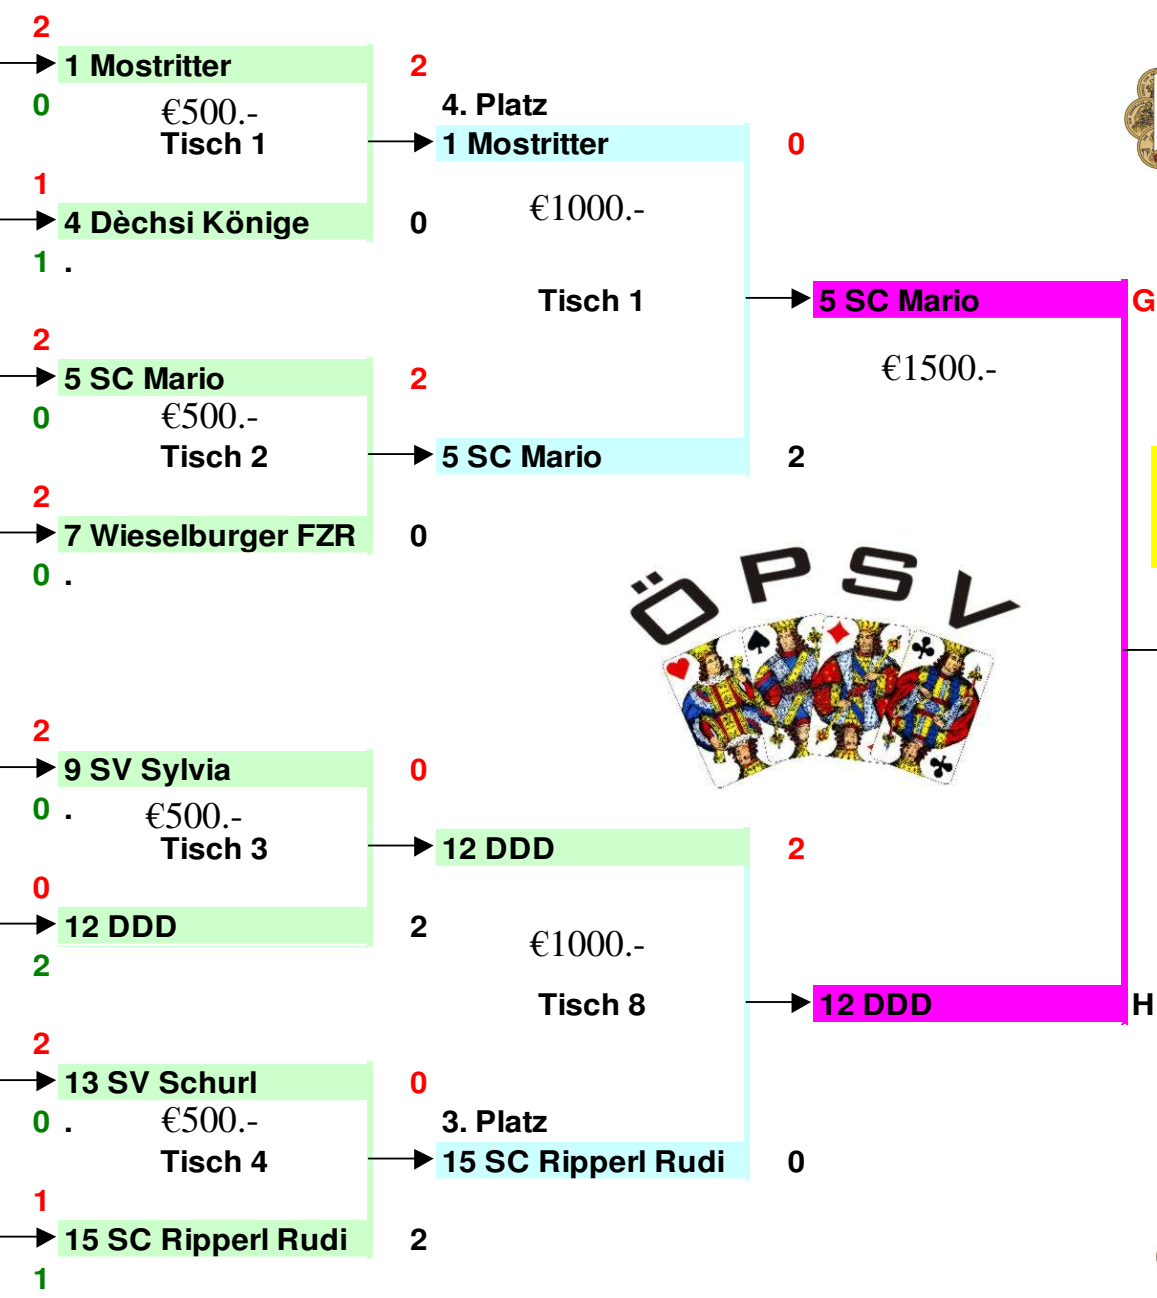 2
1 Mostritter 2
0 €500.- 4. Platz
Tisch 1 1 Mostritter 0
1
4 Dèchsi Könige 0 €1000.-
1 .
Tisch 1 5 SC Mario G
2
5 SC Mario 2 €1500.-
0 €500.-
Tisch 2 5 SC Mario 2
2
7 Wieselburger FZR 0
0 .
ÖPSV
2
9 SV Sylvia 0
0 . €500.-
Tisch 3 12 DDD 2
0
12 DDD 2 €1000.-
2
Tisch 8 12 DDD H
2
13 SV Schurl 0
0 . €500.- 3. Platz
Tisch 4 15 SC Ripperl Rudi 0
1
15 SC Ripperl Rudi 2
1